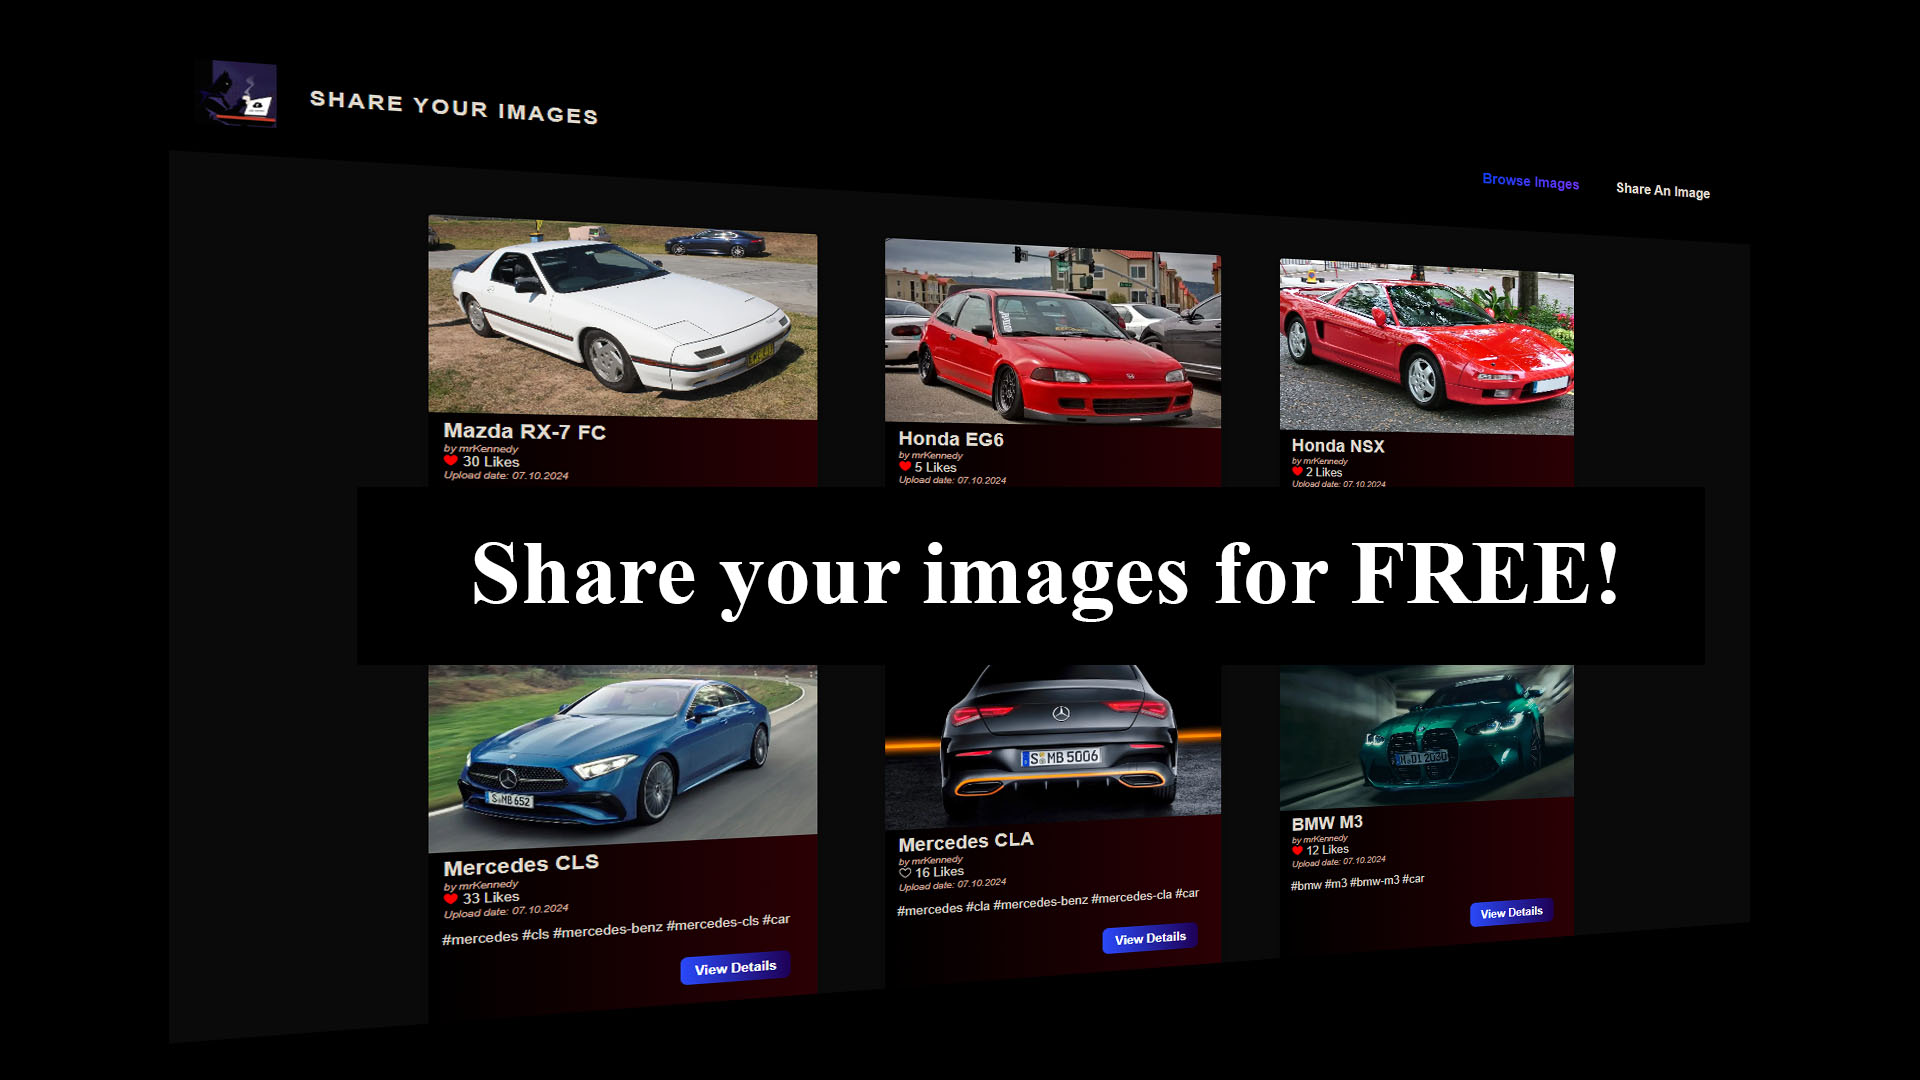 SHARE YOUR IMAGES
Browse Images
Share An Image
Mazda RX-7 FC
by mrKennedy
30 Likes
Upload date: 07.10.2024
Honda EG6
by mrKennedy
5 Likes
Upload date: 07.10.2024
Honda NSX
by mrKennedy
2 Likes
Upload date: 07.10.2024
Share your images for FREE!
S MB 652
Mercedes CLS
by mrKennedy
33 Likes
Upload date: 07.10.2024
#mercedes #cls #mercedes-benz #mercedes-cls #car
View Details
S MB 5006
Mercedes CLA
by mrKennedy
16 Likes
Upload date: 07.10.2024
#mercedes #cla #mercedes-benz #mercedes-cla #car
View Details
BMW M3
by mrKennedy
12 Likes
Upload date: 07.10.2024
#bmw #m3 #bmw-m3 #car
View Details